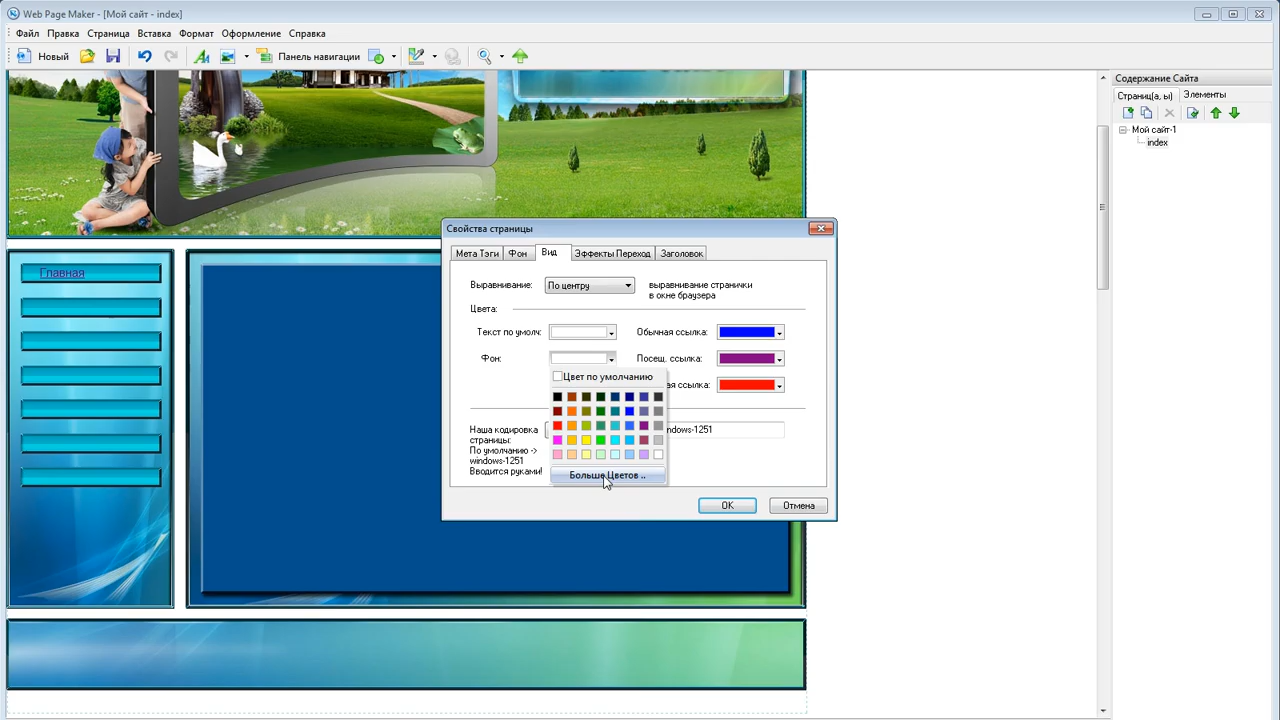 Web Page Maker - [Мой сайт - index]
Файл Правка Страница Вставка Формат Оформление Справка
Новый Панель навигации
Содержание Сайта
Страниц(а, ы) Элементы
Мой сайт-1
index
Главная
Свойства страницы
Мета Тэги Фон Вид Эффекты Переход Заголовок
Выравнивание: По центру выравнивание странички
в окне браузера
Цвета:
Текст по умолч: Обычная ссылка:
Фон: Посещ. ссылка:
Цвет по умолчанию
ая ссылка:
Наша кодировка
страницы:
По умолчанию ->
windows-1251
Вводится руками!
ndows-1251
Больше Цветов ..
OK Отмена